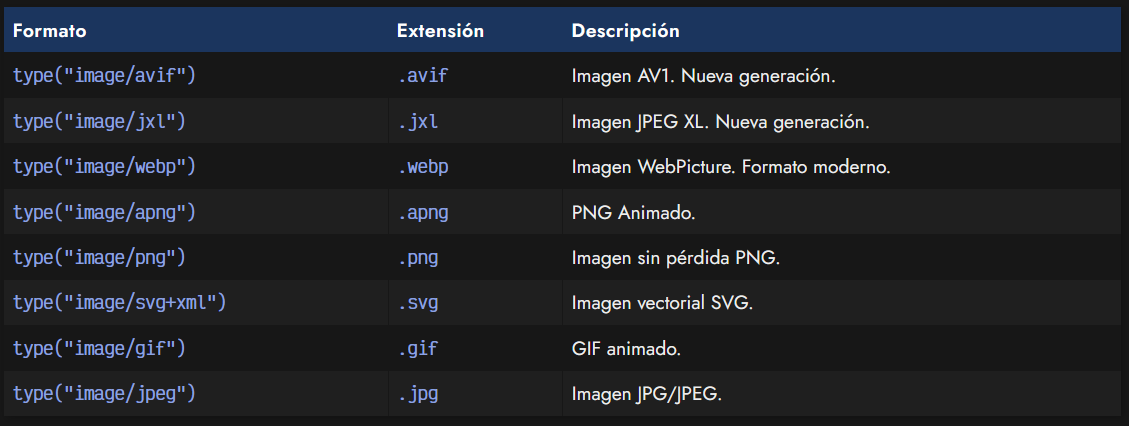 Formato Extensión Descripción
type("image/avif") .avif Imagen AV1. Nueva generación.
type("image/jxl") .jxl Imagen JPEG XL. Nueva generación.
type("image/webp") .webp Imagen WebPicture. Formato moderno.
type("image/apng") .apng PNG Animado.
type("image/png") .png Imagen sin pérdida PNG.
type("image/svg+xml") .svg Imagen vectorial SVG.
type("image/gif") .gif GIF animado.
type("image/jpeg") .jpg Imagen JPG/JPEG.